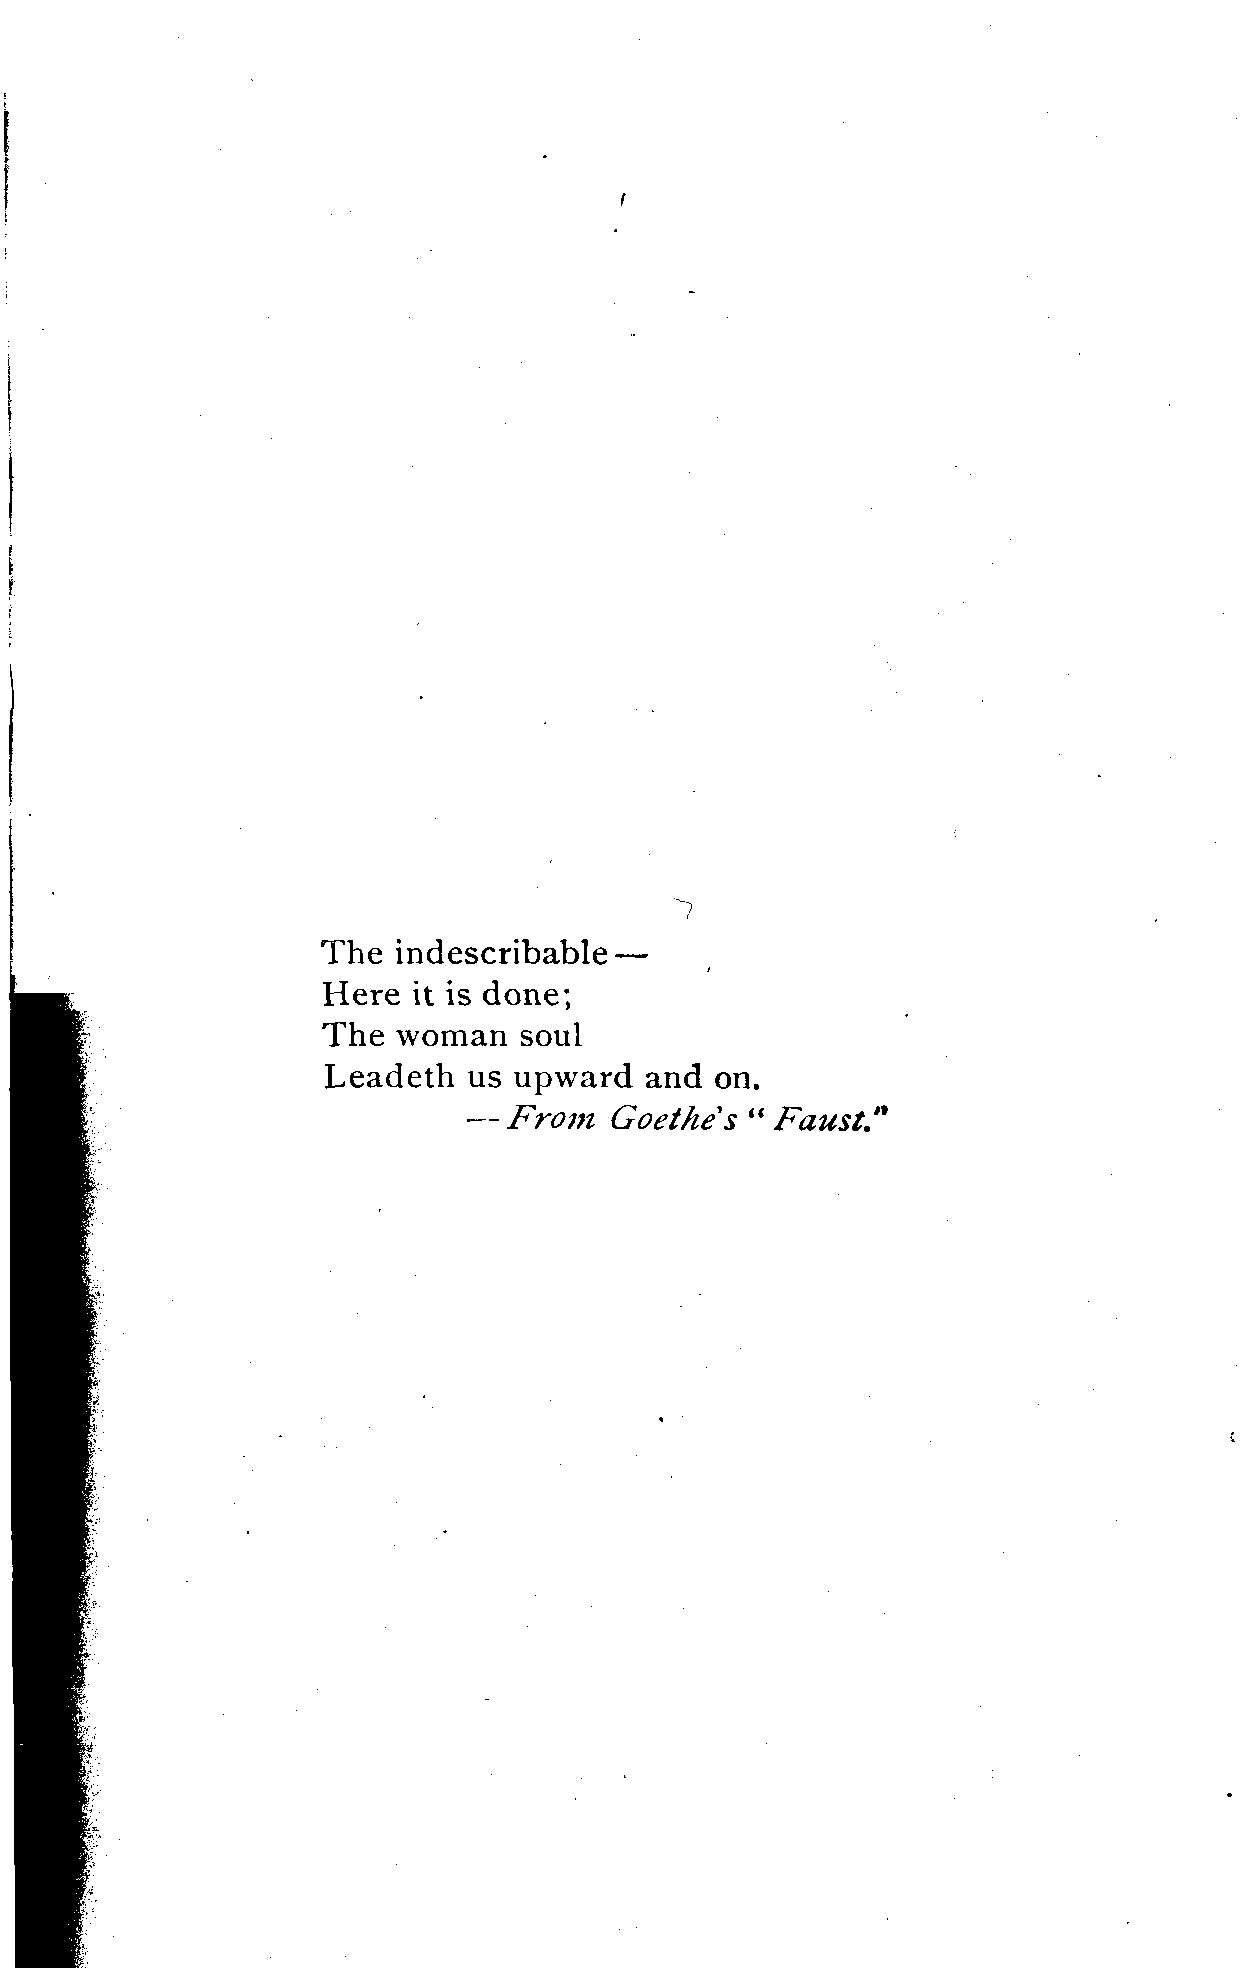 The indescribable —
Here it is done;
The woman soul
Leadeth us upward and on.
— From Goethe's “ Faust.”